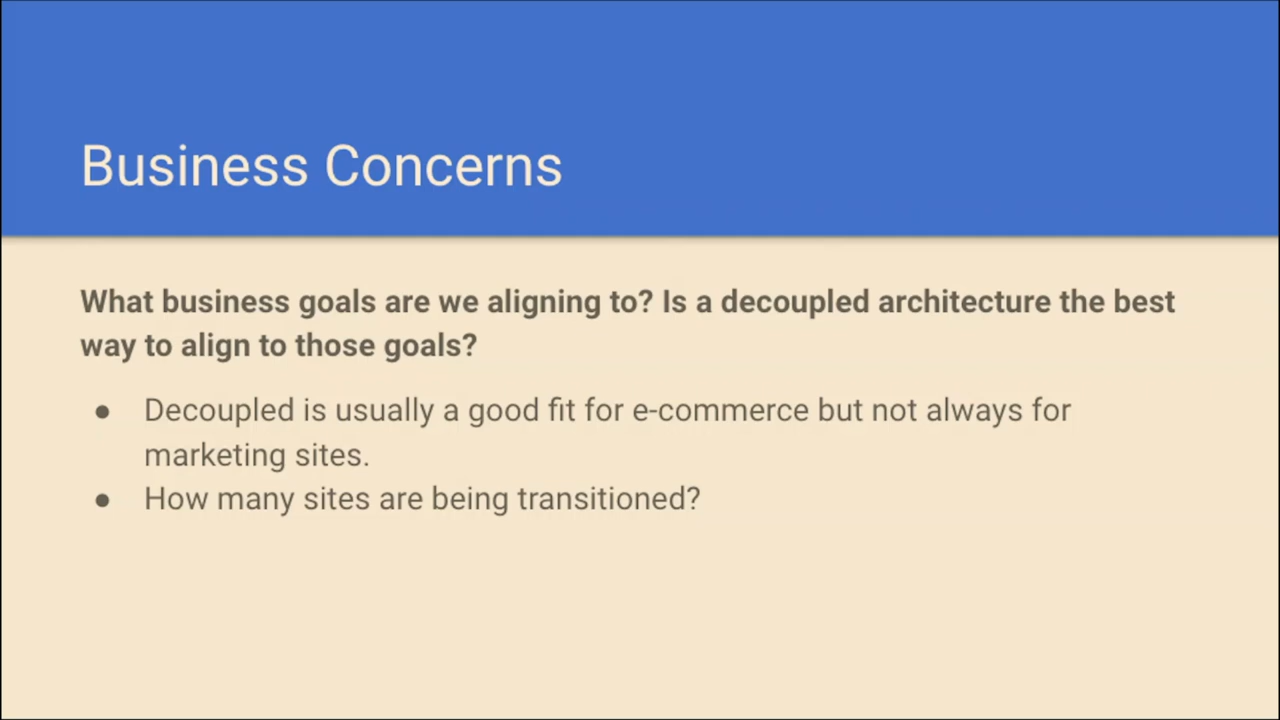 Business Concerns
What business goals are we aligning to? Is a decoupled architecture the best
way to align to those goals?
● Decoupled is usually a good fit for e-commerce but not always for
marketing sites.
● How many sites are being transitioned?